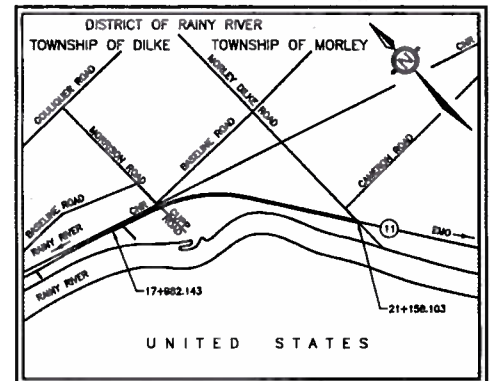 DISTRICT OF RAINY RIVER
TOWNSHIP OF DILKE
TOWNSHIP OF MORLEY
N
CNR
COULIQUER ROAD
MORLEY DILKE ROAD
MORRISON ROAD
BASELINE ROAD
CAMERON ROAD
BASELINE ROAD
CNR
ROAD
RAINY RIVER
11
EMO
RAINY RIVER
17+982.143
21+158.103
UNITED STATES